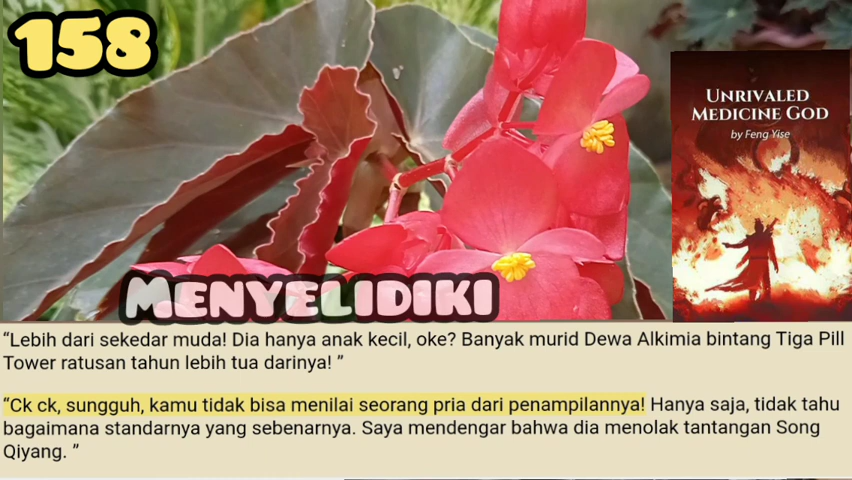 158
UNRIVALED
MEDICINE GOD
by Feng Yise
MENYELIDIKI
“Lebih dari sekedar muda! Dia hanya anak kecil, oke? Banyak murid Dewa Alkimia bintang Tiga Pill
Tower ratusan tahun lebih tua darinya! ”
“Ck ck, sungguh, kamu tidak bisa menilai seorang pria dari penampilannya! Hanya saja, tidak tahu
bagaimana standarnya yang sebenarnya. Saya mendengar bahwa dia menolak tantangan Song
Qiyang. ”